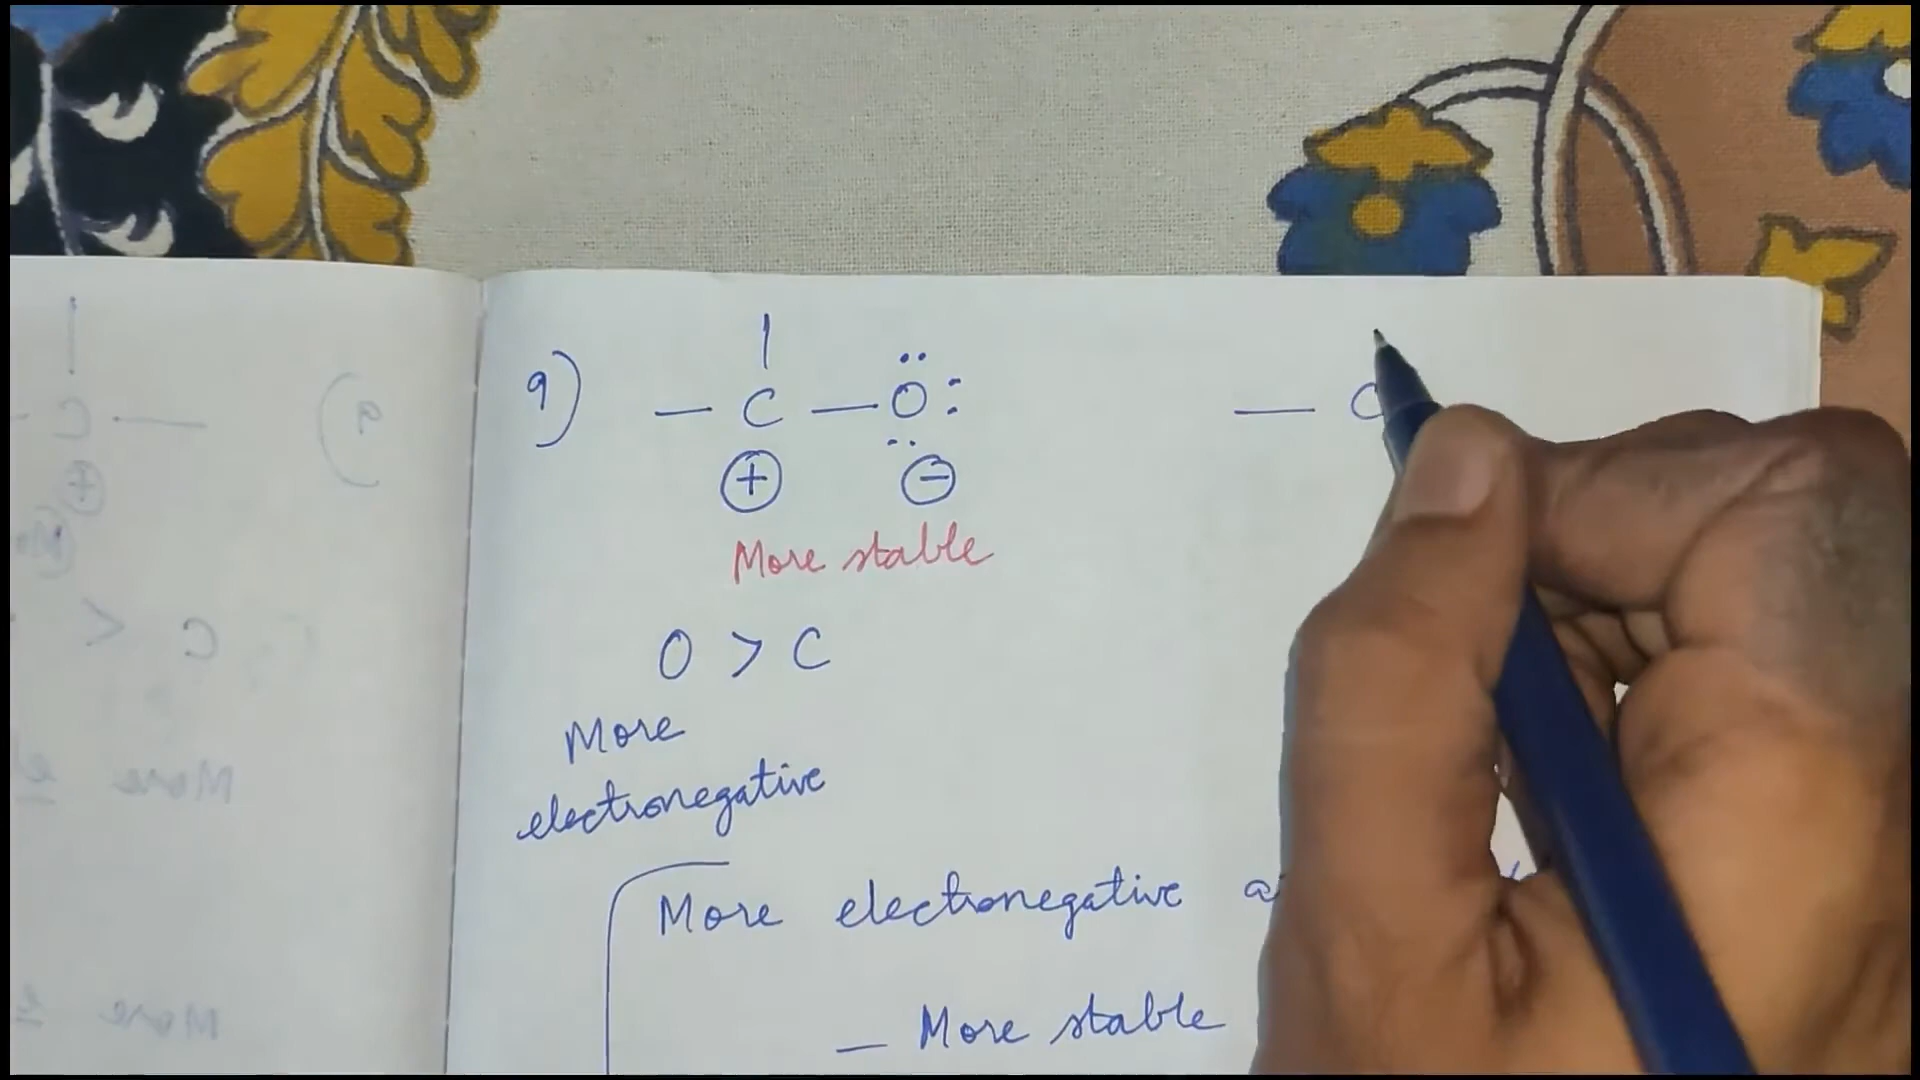 9) — C — O:
⊕ ⊖
— C
More stable
O > C
More
electronegative
More electronegative
— More stable